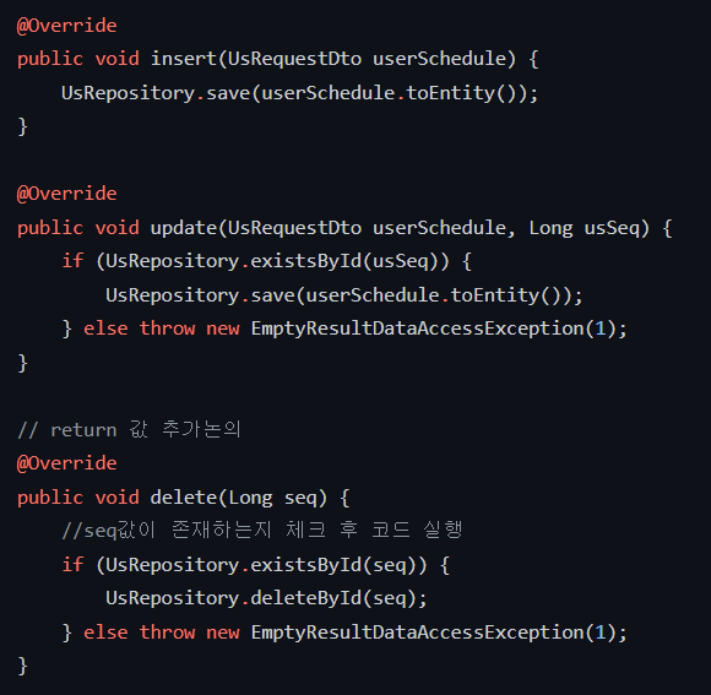 @Override
public void insert(UsRequestDto userSchedule) {
    UsRepository.save(userSchedule.toEntity());
}

@Override
public void update(UsRequestDto userSchedule, Long usSeq) {
    if (UsRepository.existsById(usSeq)) {
        UsRepository.save(userSchedule.toEntity());
    } else throw new EmptyResultDataAccessException(1);
}

// return 값 추가논의
@Override
public void delete(Long seq) {
    //seq값이 존재하는지 체크 후 코드 실행
    if (UsRepository.existsById(seq)) {
        UsRepository.deleteById(seq);
    } else throw new EmptyResultDataAccessException(1);
}